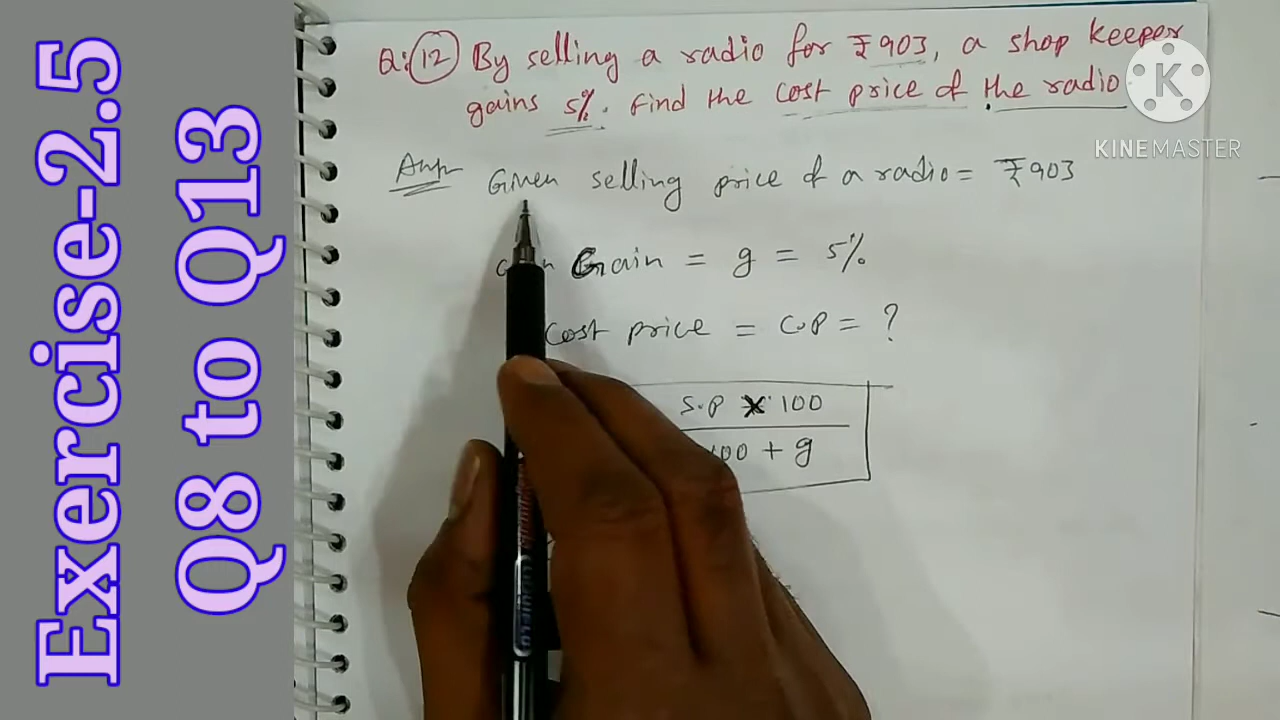 Exercise-2.5
Q8 to Q13
Q:12 By selling a radio for ₹903, a shop keeper
gains 5%. Find the cost price of the radio
K
KINEMASTER
Given selling price of a radio = ₹903
Gain = g = 5%
Cost price = C.P = ?
S.P × 100
100 + g